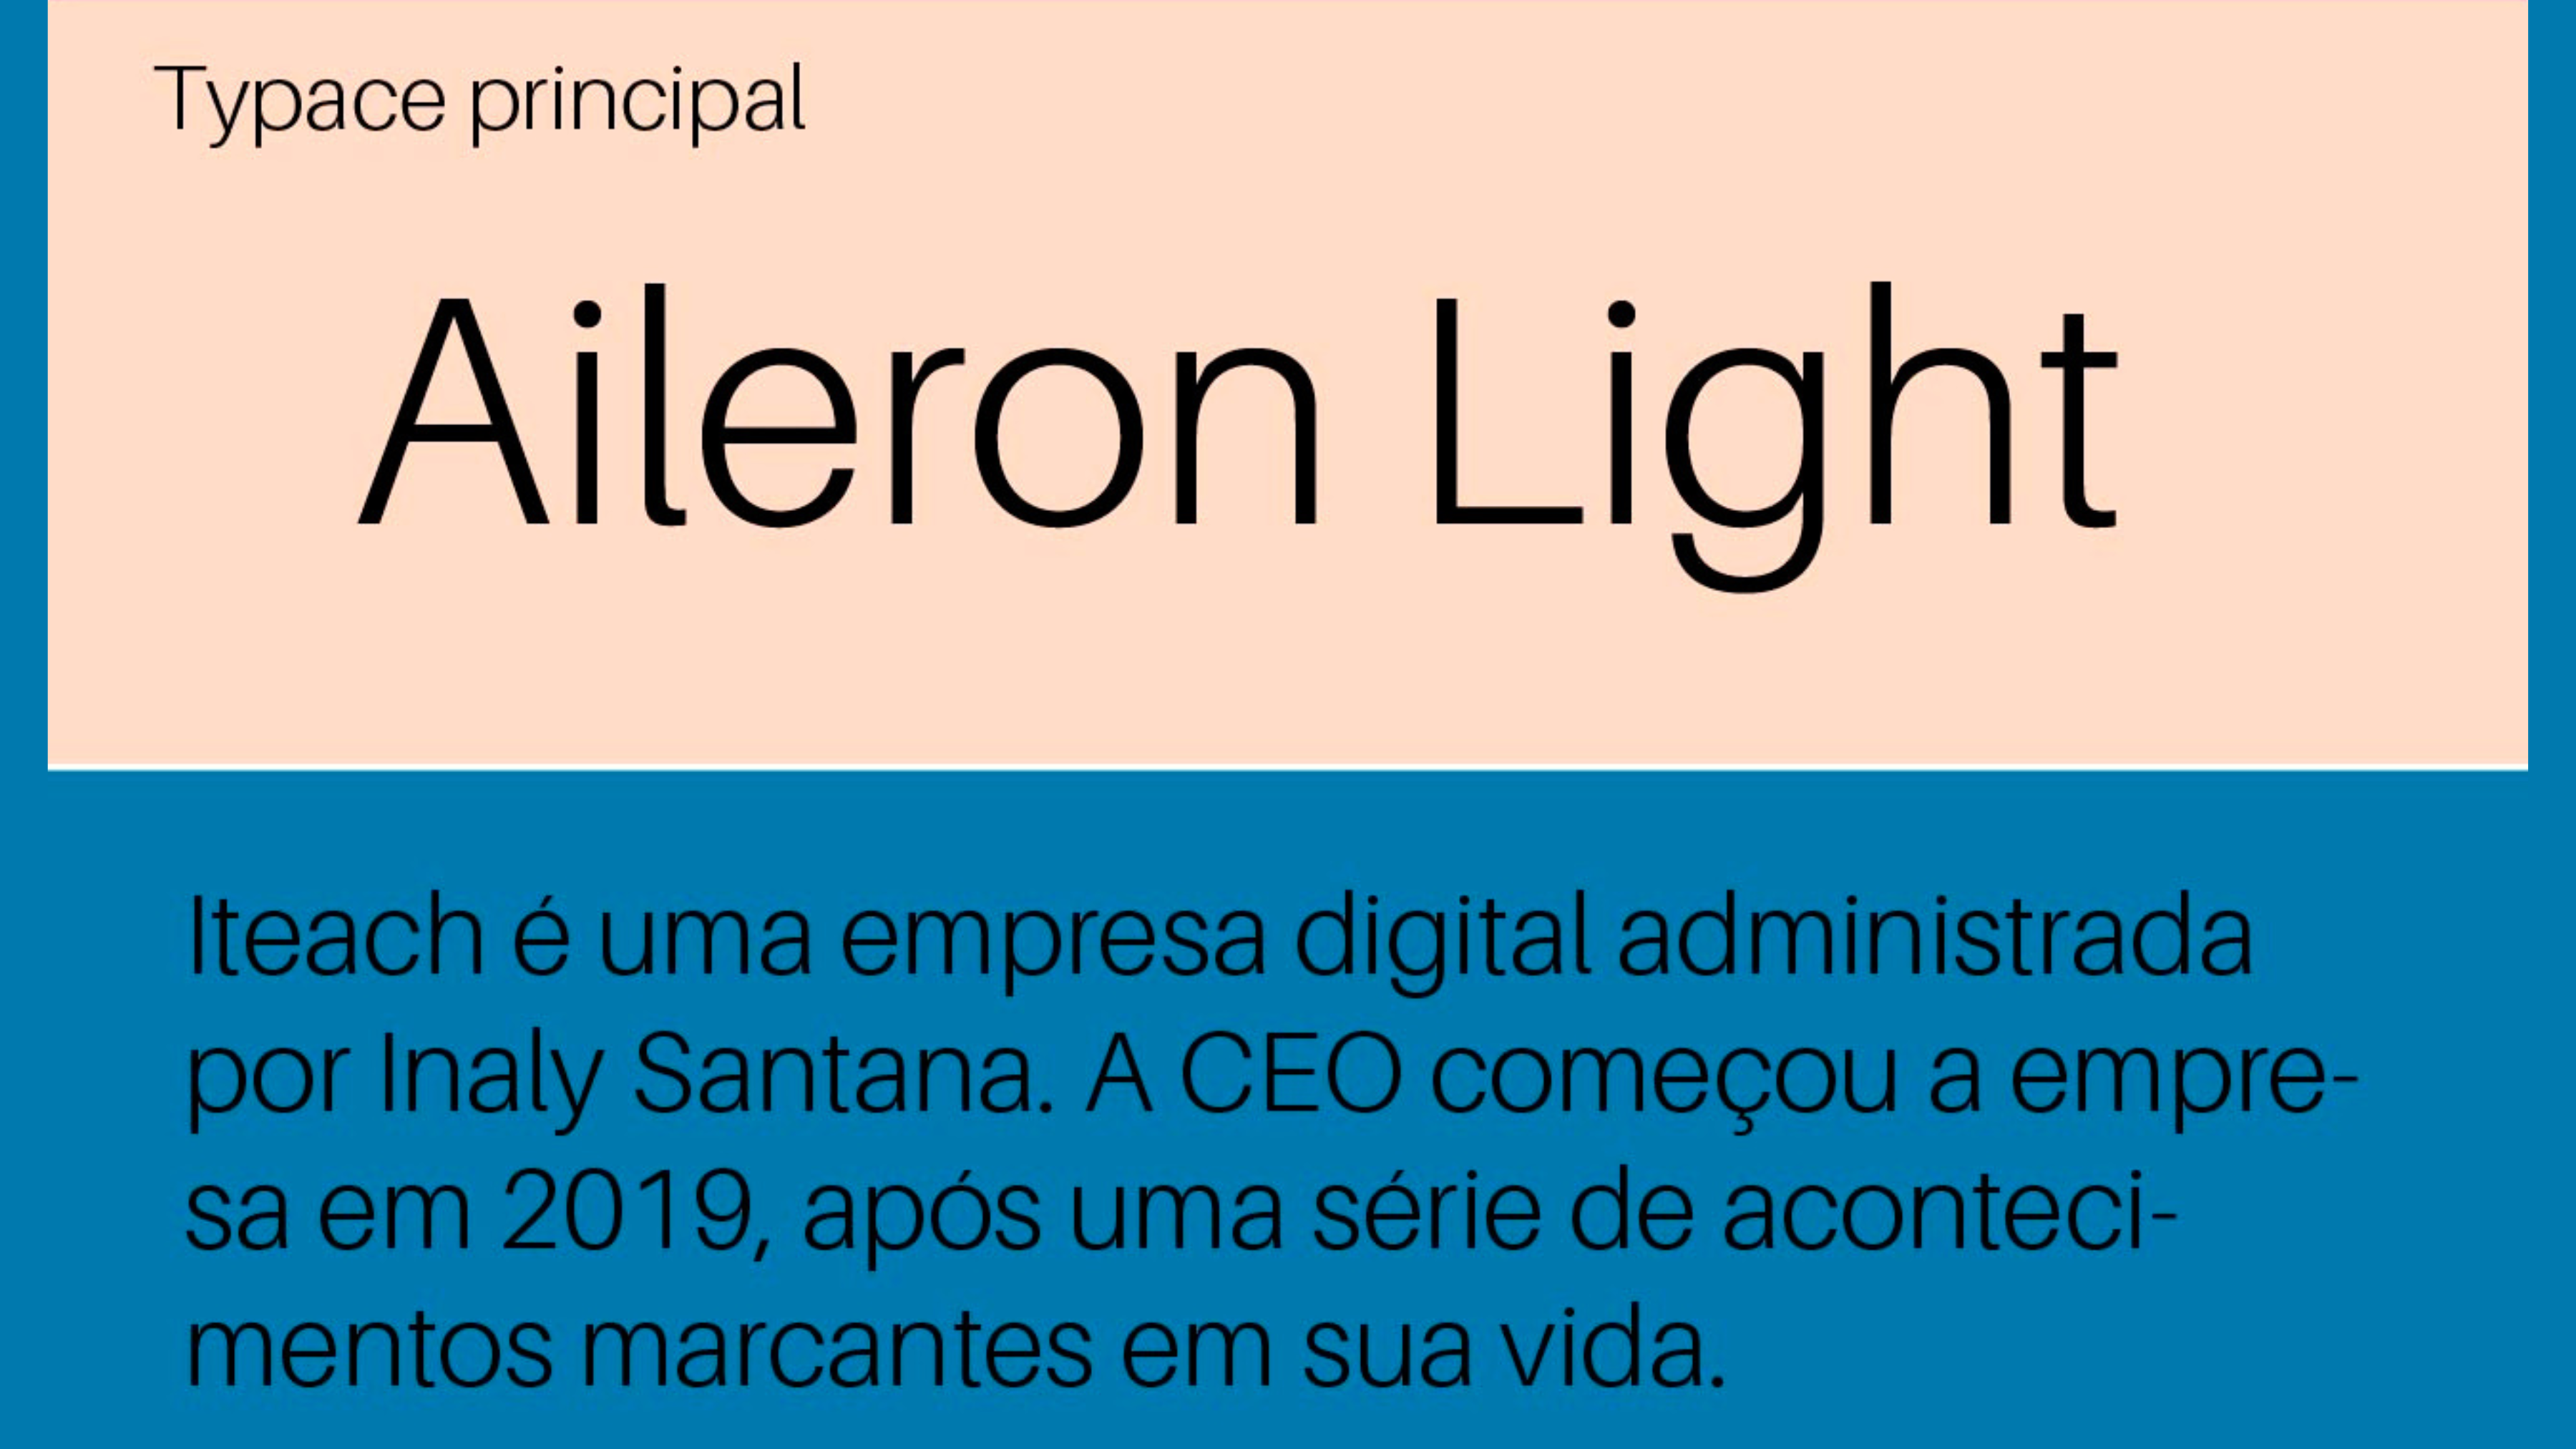 Typace principal
Aileron Light
Iteach é uma empresa digital administrada
por Inaly Santana. A CEO começou a empre-
sa em 2019, após uma série de aconteci-
mentos marcantes em sua vida.